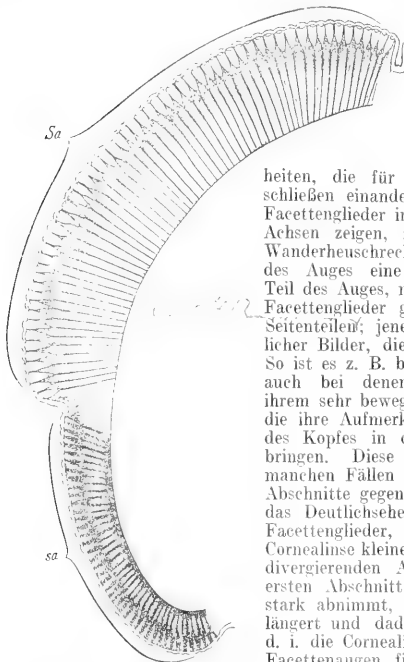 Sa
heiten, die für
schließen einande
Facettenglieder in
Achsen zeigen,
Wanderheuschrec
des Auges eine
Teil des Auges, n
Facettenglieder g
Seitenteilen; jene
licher Bilder, die
So ist es z. B. b
auch bei dener
ihrem sehr beweg
die ihre Aufmerk
des Kopfes in d
bringen. Diese
manchen Fällen
Abschnitte gegen
das Deutlichsehe
Facettenglieder,
Cornealinse kleine
divergierenden A
ersten Abschnitt
stark abnimmt,
längert und dad
d. i. die Corneali
Facettenaugen fi
sa